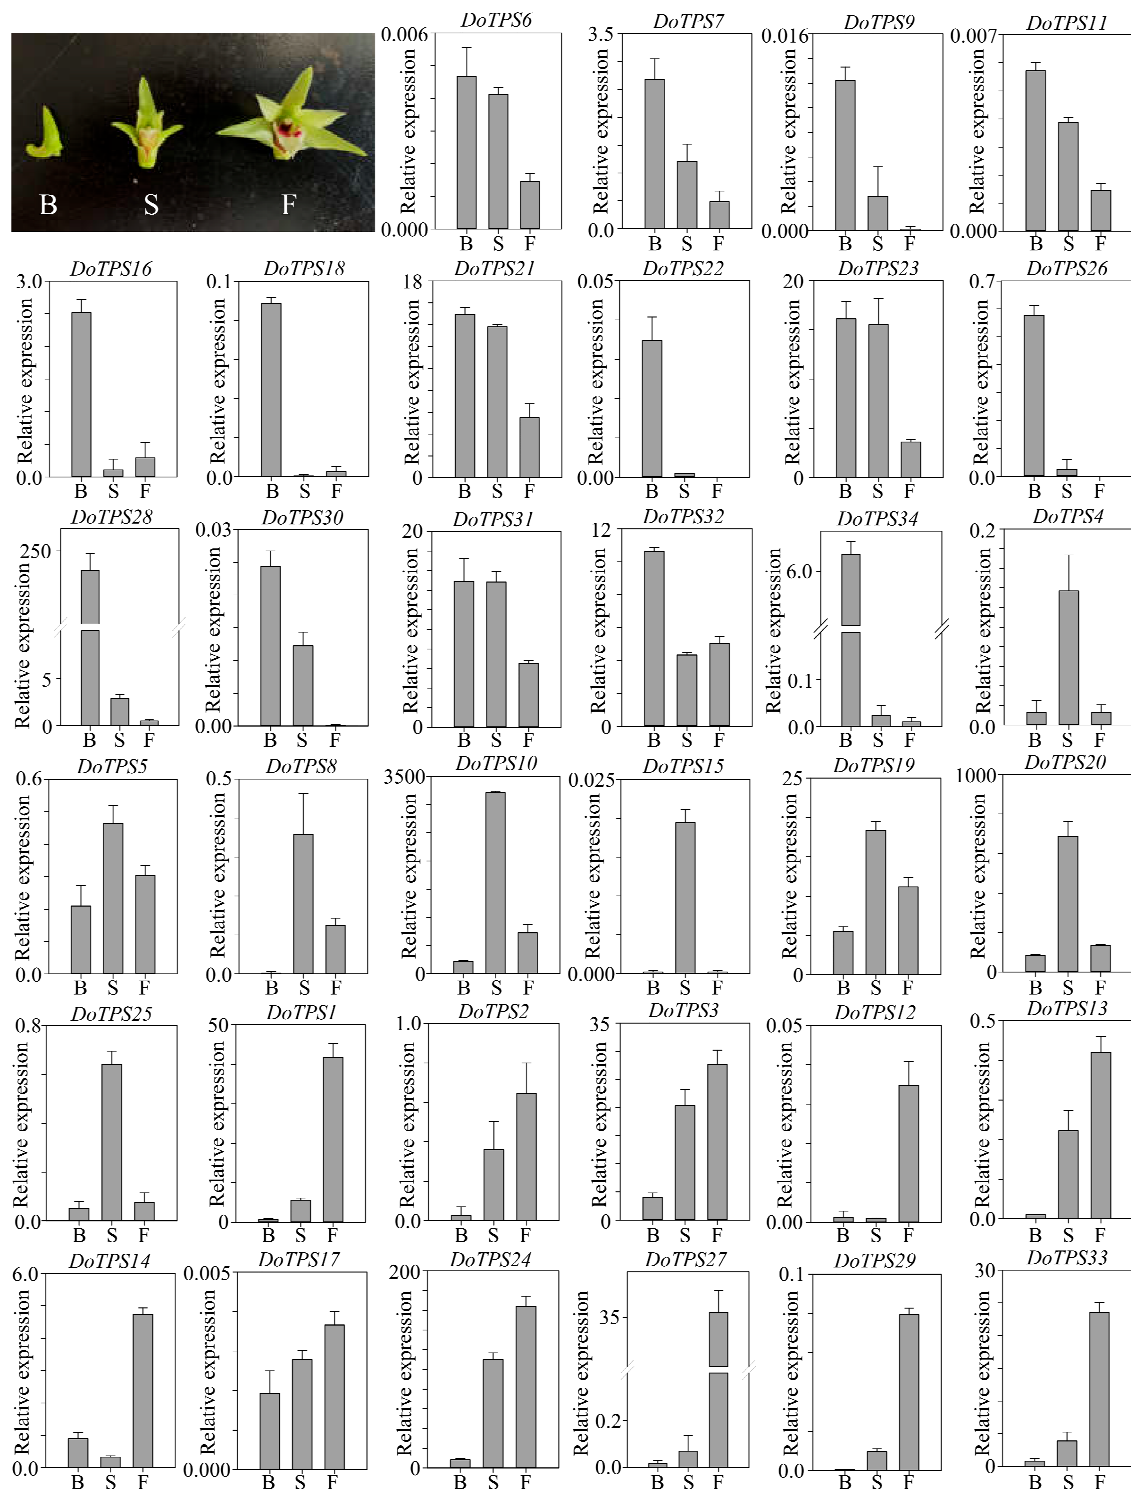 DoTPS6 DoTPS7 DoTPS9 DoTPS11
B S F
Relative expression 0.006 0.000 B S F
Relative expression 3.5 0.0 B S F
Relative expression 0.016 0.000 B S F
Relative expression 0.007 0.000 B S F
DoTPS16 DoTPS18 DoTPS21 DoTPS22 DoTPS23 DoTPS26
Relative expression 3.0 0.0 B S F
Relative expression 0.1 0.0 B S F
Relative expression 18 0 B S F
Relative expression 0.05 0.00 B S F
Relative expression 20 0 B S F
Relative expression 0.7 0.0 B S F
DoTPS28 DoTPS30 DoTPS31 DoTPS32 DoTPS34 DoTPS4
Relative expression 250 5 0 B S F
Relative expression 0.03 0.00 B S F
Relative expression 20 0 B S F
Relative expression 12 0 B S F
Relative expression 6.0 0.1 0.0 B S F
Relative expression 0.2 0.0 B S F
DoTPS5 DoTPS8 DoTPS10 DoTPS15 DoTPS19 DoTPS20
Relative expression 0.6 0.0 B S F
Relative expression 0.5 0.0 B S F
Relative expression 3500 0 B S F
Relative expression 0.025 0.000 B S F
Relative expression 25 0 B S F
Relative expression 1000 0 B S F
DoTPS25 DoTPS1 DoTPS2 DoTPS3 DoTPS12 DoTPS13
Relative expression 0.8 0.0 B S F
Relative expression 50 0 B S F
Relative expression 1.0 0.0 B S F
Relative expression 35 0 B S F
Relative expression 0.05 0.00 B S F
Relative expression 0.5 0.0 B S F
DoTPS14 DoTPS17 DoTPS24 DoTPS27 DoTPS29 DoTPS33
Relative expression 6.0 0.0 B S F
Relative expression 0.005 0.000 B S F
Relative expression 200 0 B S F
Relative expression 35 0.2 0.0 B S F
Relative expression 0.1 0.0 B S F
Relative expression 30 0 B S F